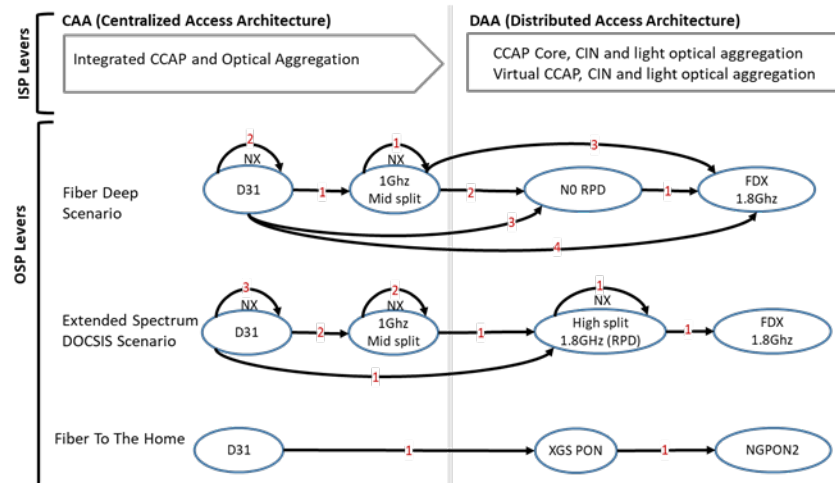 CAA (Centralized Access Architecture)
DAA (Distributed Access Architecture)
ISP Levers
Integrated CCAP and Optical Aggregation
CCAP Core, CIN and light optical aggregation
Virtual CCAP, CIN and light optical aggregation
OSP Levers
Fiber Deep
Scenario
2
NX
D31
1
1
NX
1Ghz
Mid split
2
3
N0 RPD
1
FDX
1.8Ghz
3
4
Extended Spectrum
DOCSIS Scenario
3
NX
D31
2
2
NX
1Ghz
Mid split
1
1
NX
High split
1.8GHz (RPD)
1
FDX
1.8Ghz
1
Fiber To The Home
D31
1
XGS PON
1
NGPON2